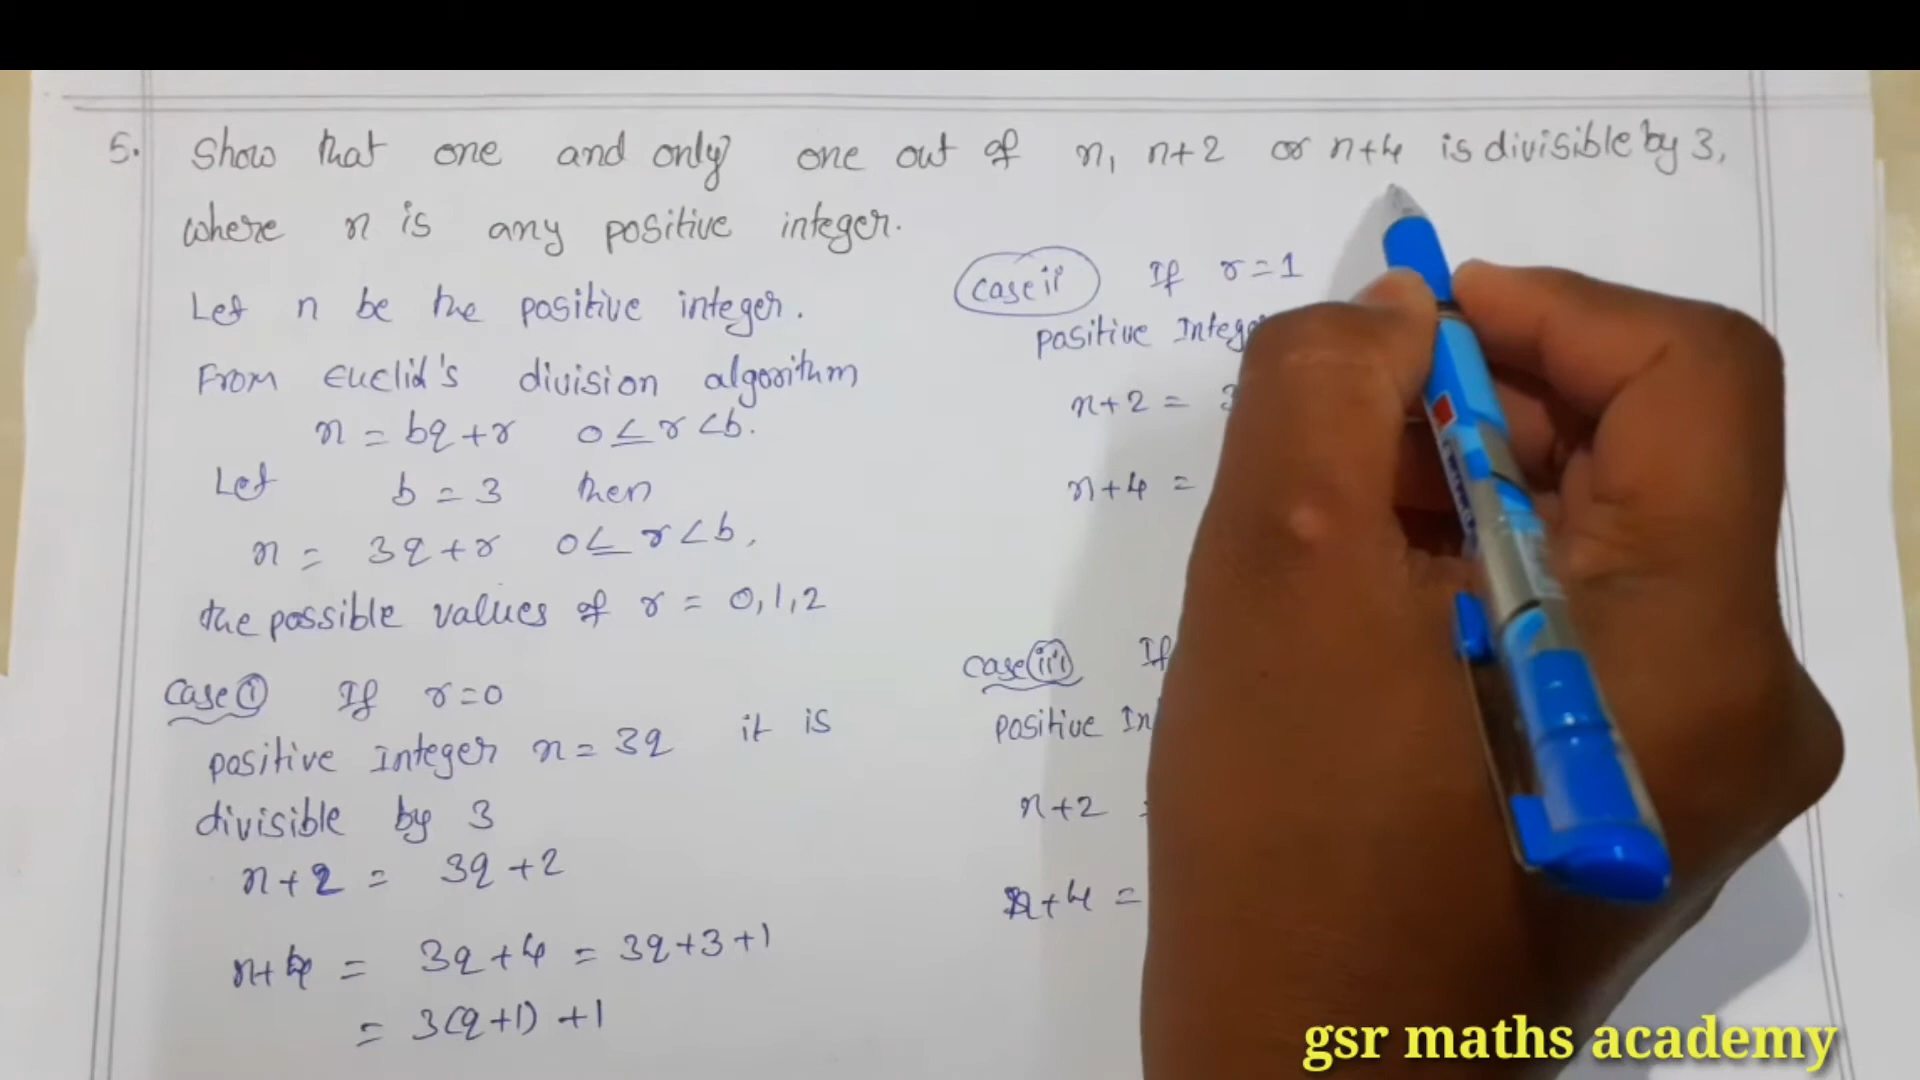 5. Show that one and only one out of n, n+2 or n+4 is divisible by 3,
where n is any positive integer.
Let n be the positive integer.
From Euclid's division algorithm
n = bq+r 0≤r<b.
Let b = 3 then
n = 3q+r 0≤r<b,
the possible values of r = 0,1,2
Case (i) If r=0
positive Integer n = 3q it is
divisible by 3
n+2 = 3q+2
n+4 = 3q+4 = 3q+3+1
= 3(q+1)+1
Case ii If r=1
positive
n+2 = 3
n+4 =
Case (iii) If
positive
n+2
n+4 =
gsr maths academy